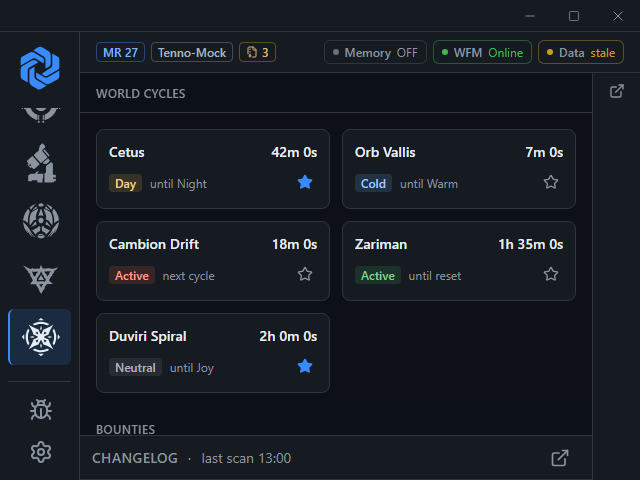 MR 27 Tenno-Mock 3 Memory OFF WFM Online Data stale
WORLD CYCLES
Cetus 42m 0s
Day until Night
Orb Vallis 7m 0s
Cold until Warm
Cambion Drift 18m 0s
Active next cycle
Zariman 1h 35m 0s
Active until reset
Duviri Spiral 2h 0m 0s
Neutral until Joy
BOUNTIES
CHANGELOG · last scan 13:00